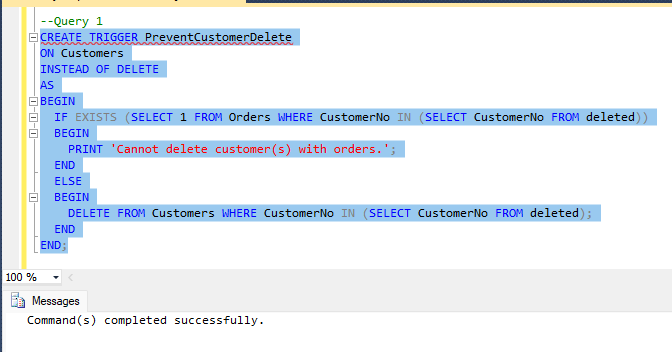 --Query 1
CREATE TRIGGER PreventCustomerDelete
ON Customers
INSTEAD OF DELETE
AS
BEGIN
IF EXISTS (SELECT 1 FROM Orders WHERE CustomerNo IN (SELECT CustomerNo FROM deleted))
BEGIN
PRINT 'Cannot delete customer(s) with orders.';
END
ELSE
BEGIN
DELETE FROM Customers WHERE CustomerNo IN (SELECT CustomerNo FROM deleted);
END
END;
100 %
Messages
Command(s) completed successfully.